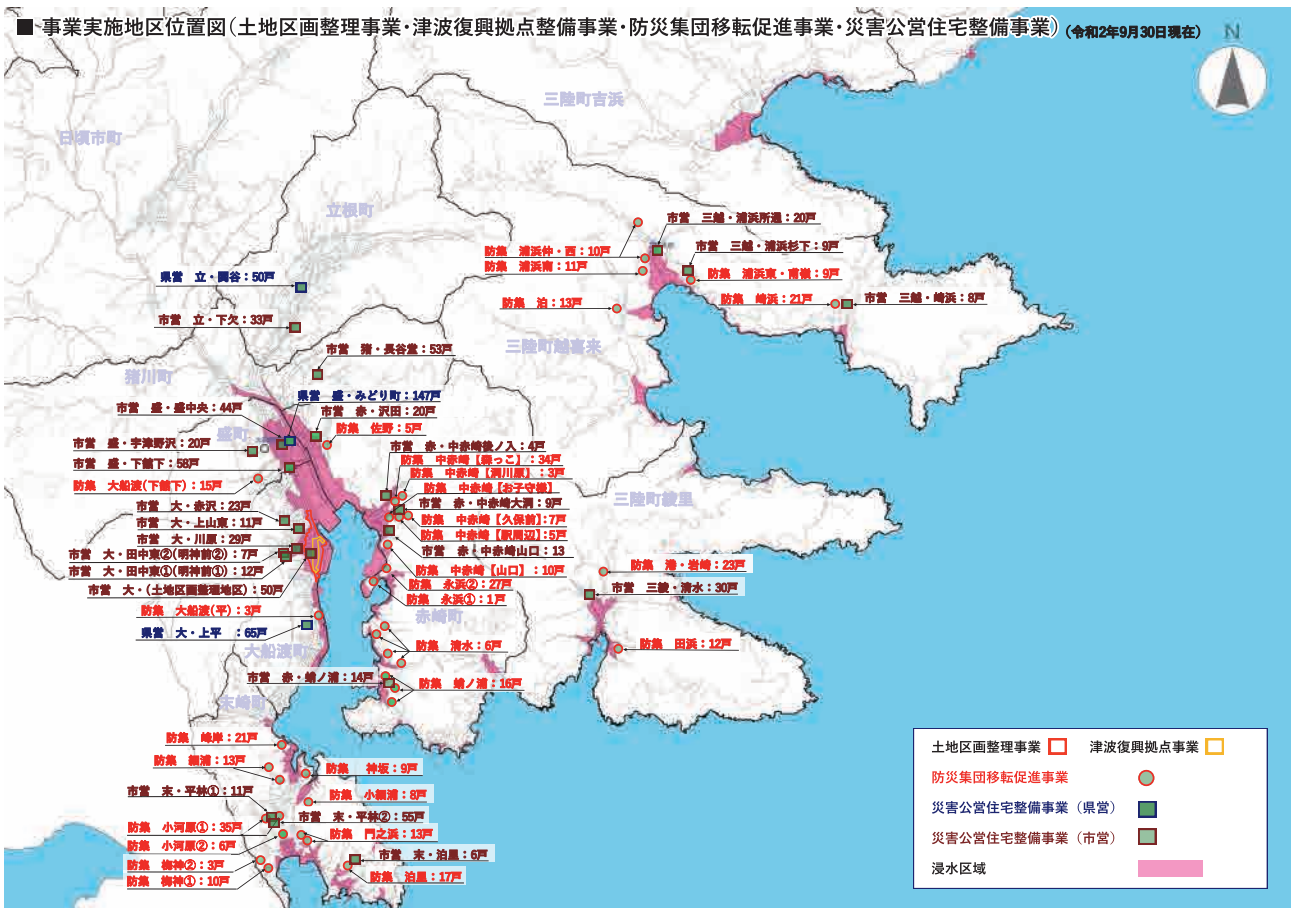 ■ 事業実施地区位置図(土地区画整理事業・津波復興拠点整備事業・防災集団移転促進事業・災害公営住宅整備事業) (令和2年9月30日現在)
N
三陸町吉浜
日頃市町
立根町
市営 三越・浦浜所通：20戸
防集 浦浜仲・西：10戸
市営 三越・浦浜杉下：9戸
防集 浦浜南：11戸
防集 浦浜東・甫嶺：9戸
県営 立・関谷：50戸
防集 泊：13戸
防集 崎浜：21戸
市営 三越・崎浜：8戸
市営 立・下欠：33戸
三陸町越喜来
市営 猪・長谷堂：53戸
猪川町
県営 盛・みどり町：147戸
市営 盛・盛中央：44戸
市営 赤・沢田：20戸
防集 佐野：5戸
盛町
市営 盛・宇津野沢：20戸
市営 赤・中赤崎後ノ入：4戸
防集 中赤崎【森っこ】：34戸
市営 盛・下舘下：58戸
防集 中赤崎【洞川原】：3戸
防集 大船渡(下舘下)：15戸
防集 中赤崎【お子守様】
三陸町綾里
市営 大・赤沢：23戸
市営 赤・中赤崎大洞：9戸
市営 大・上山東：11戸
防集 中赤崎【久保前】：7戸
市営 大・川原：29戸
防集 中赤崎【駅周辺】：5戸
市営 大・田中東②(明神前②)：7戸
市営 赤・中赤崎山口：13
市営 大・田中東①(明神前①)：12戸
防集 中赤崎【山口】：10戸
防集 港・岩崎：23戸
市営 大・(土地区画整理地区)：50戸
防集 永浜②：27戸
市営 三綾・清水：30戸
防集 永浜①：1戸
防集 大船渡(平)：3戸
赤崎町
県営 大・上平 ：65戸
防集 清水：6戸
防集 田浜：12戸
大船渡町
市営 赤・蛸ノ浦：14戸
防集 蛸ノ浦：16戸
末崎町
防集 峰岸：21戸
防集 細浦：13戸
防集 神坂：9戸
市営 末・平林①：11戸
防集 小細浦：8戸
市営 末・平林②：55戸
防集 小河原①：35戸
防集 門之浜：13戸
防集 小河原②：6戸
市営 末・泊里：6戸
防集 梅神②：3戸
防集 梅神①：10戸
防集 泊里：17戸
土地区画整理事業 津波復興拠点事業
防災集団移転促進事業
災害公営住宅整備事業（県営）
災害公営住宅整備事業（市営）
浸水区域